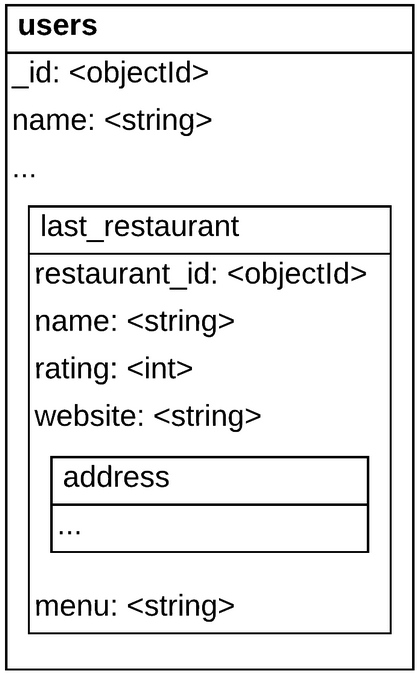 users
_id: <objectId>
name: <string>
...
last_restaurant
restaurant_id: <objectId>
name: <string>
rating: <int>
website: <string>
address
...
menu: <string>